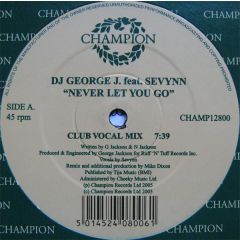 CHAMPION
DJ GEORGE J. feat. SEVYNN
"NEVER LET YOU GO"
SIDE A.
45 rpm
CHAMP12800
CLUB VOCAL MIX 7:39
Written by G Jackson & N Jackson
Produced & Engineered by George Jackson for Ruff 'N' Tuff Records Inc.
Vocals by Sevynn
Remix and additional production by Mike Dixon
Published by Tija Music (BMI)
Administered by Cheeky Music Ltd.
(p) Champion Records Ltd 2005
(c) Champion Records Ltd 2005
5 014524 080061
CHAMPION
CHAMPION